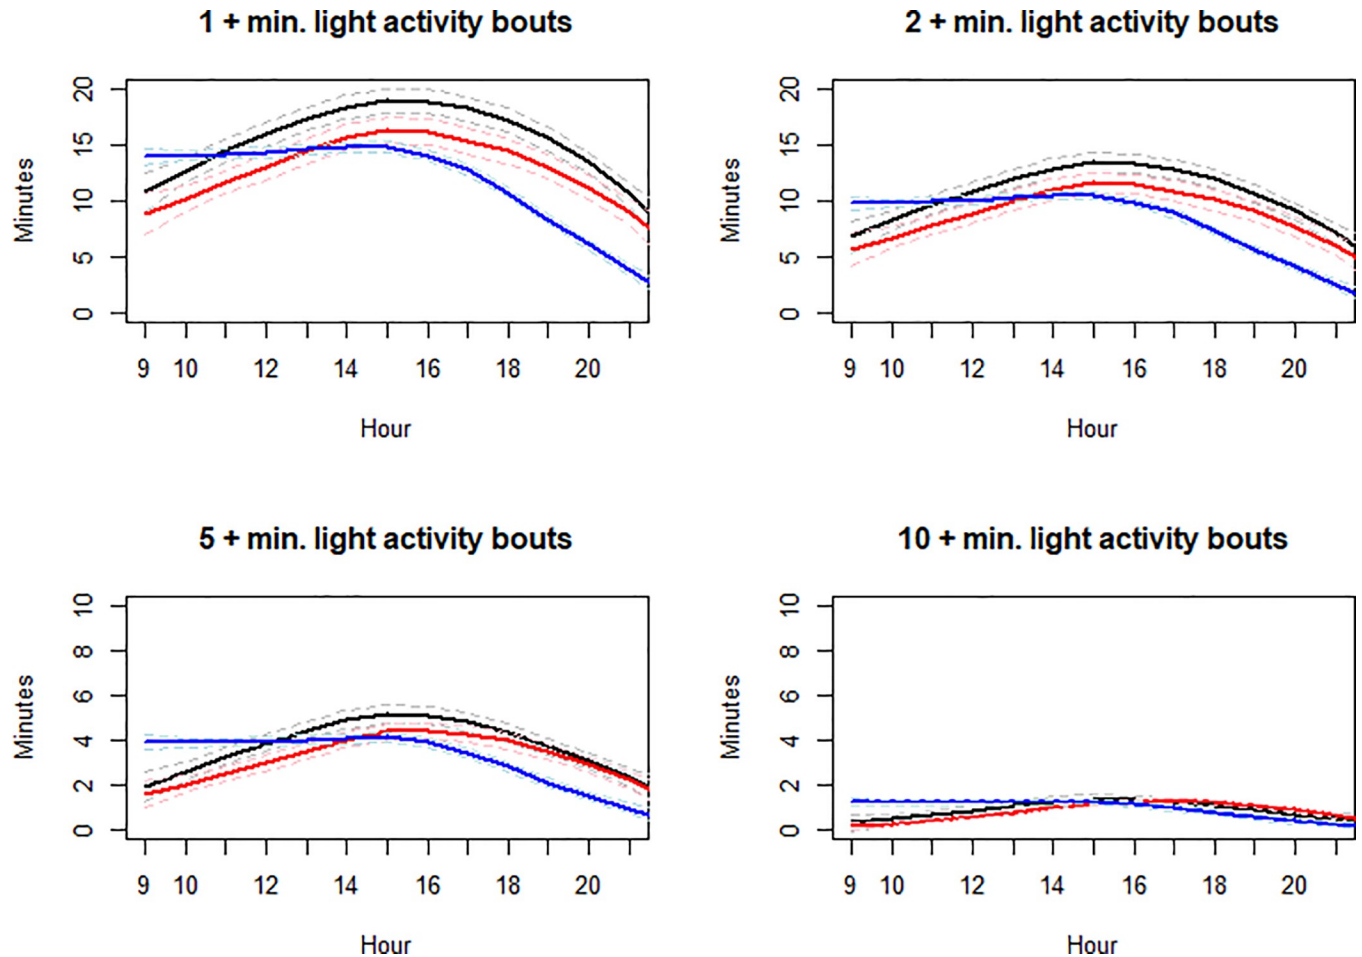 1 + min. light activity bouts
Minutes
20
15
10
5
0
9 10 12 14 16 18 20
Hour
2 + min. light activity bouts
Minutes
20
15
10
5
0
9 10 12 14 16 18 20
Hour
5 + min. light activity bouts
Minutes
10
8
6
4
2
0
9 10 12 14 16 18 20
Hour
10 + min. light activity bouts
Minutes
10
8
6
4
2
0
9 10 12 14 16 18 20
Hour